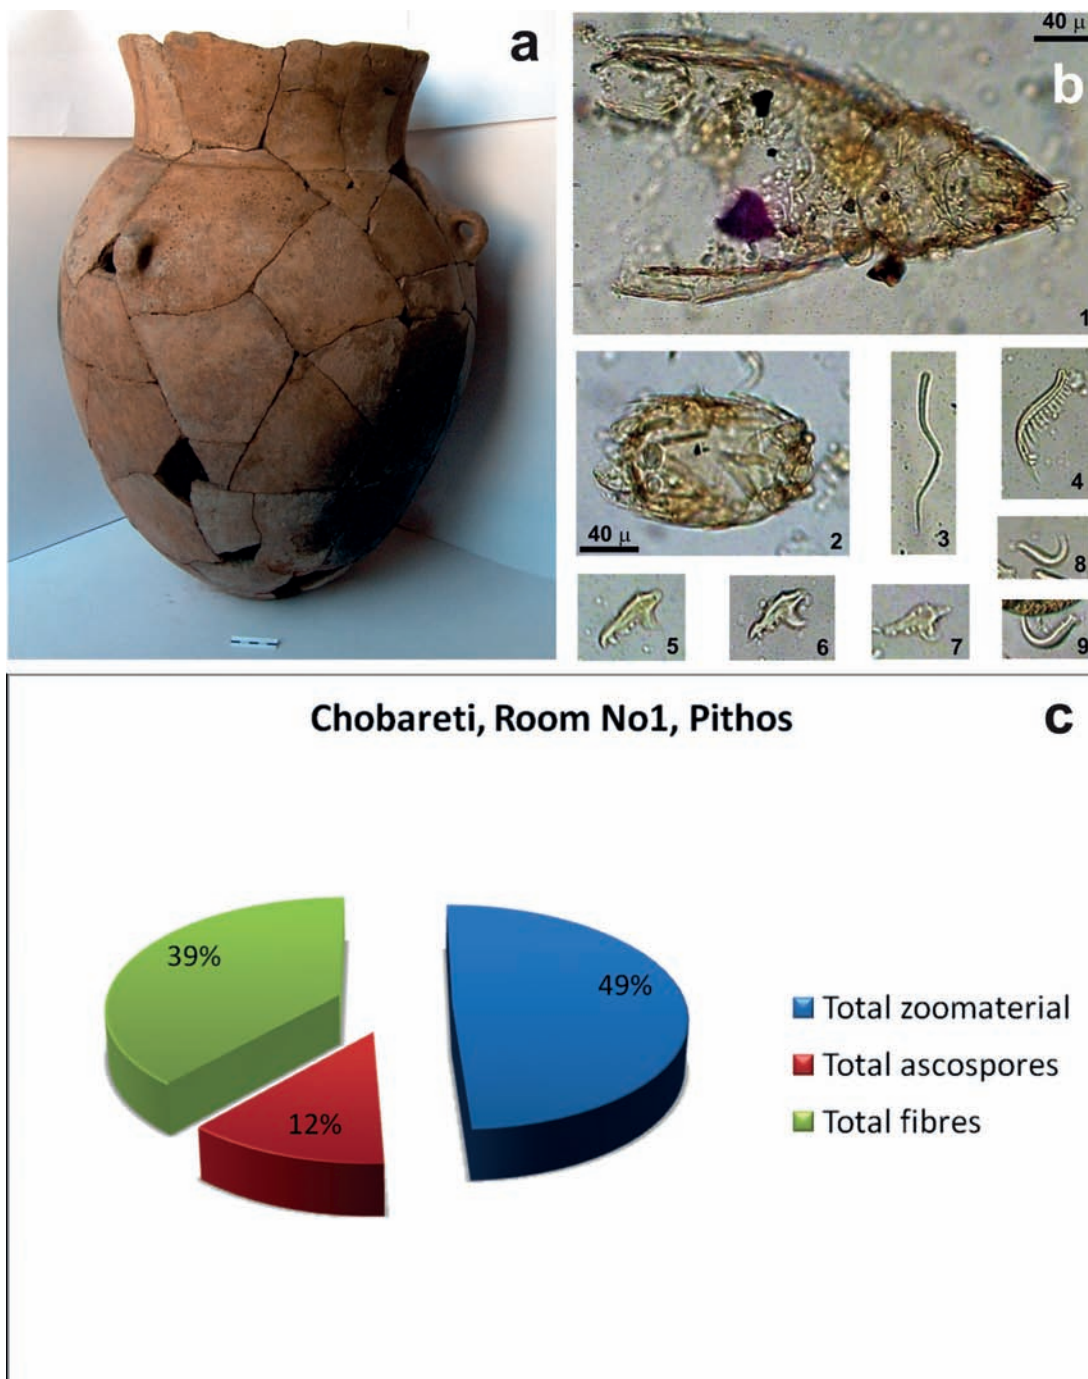 a
40 µ
b
1
40 µ
2
3
4
8
5
6
7
9
Chobareti, Room No1, Pithos
c
39%
49%
12%
Total zoomaterial
Total ascospores
Total fibres